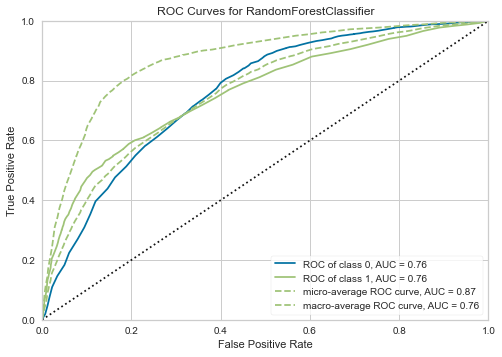 ROC Curves for RandomForestClassifier
True Positive Rate
1.0
0.8
0.6
0.4
0.2
0.0
ROC of class 0, AUC = 0.76
ROC of class 1, AUC = 0.76
micro-average ROC curve, AUC = 0.87
macro-average ROC curve, AUC = 0.76
0.0 0.2 0.4 0.6 0.8 1.0
False Positive Rate